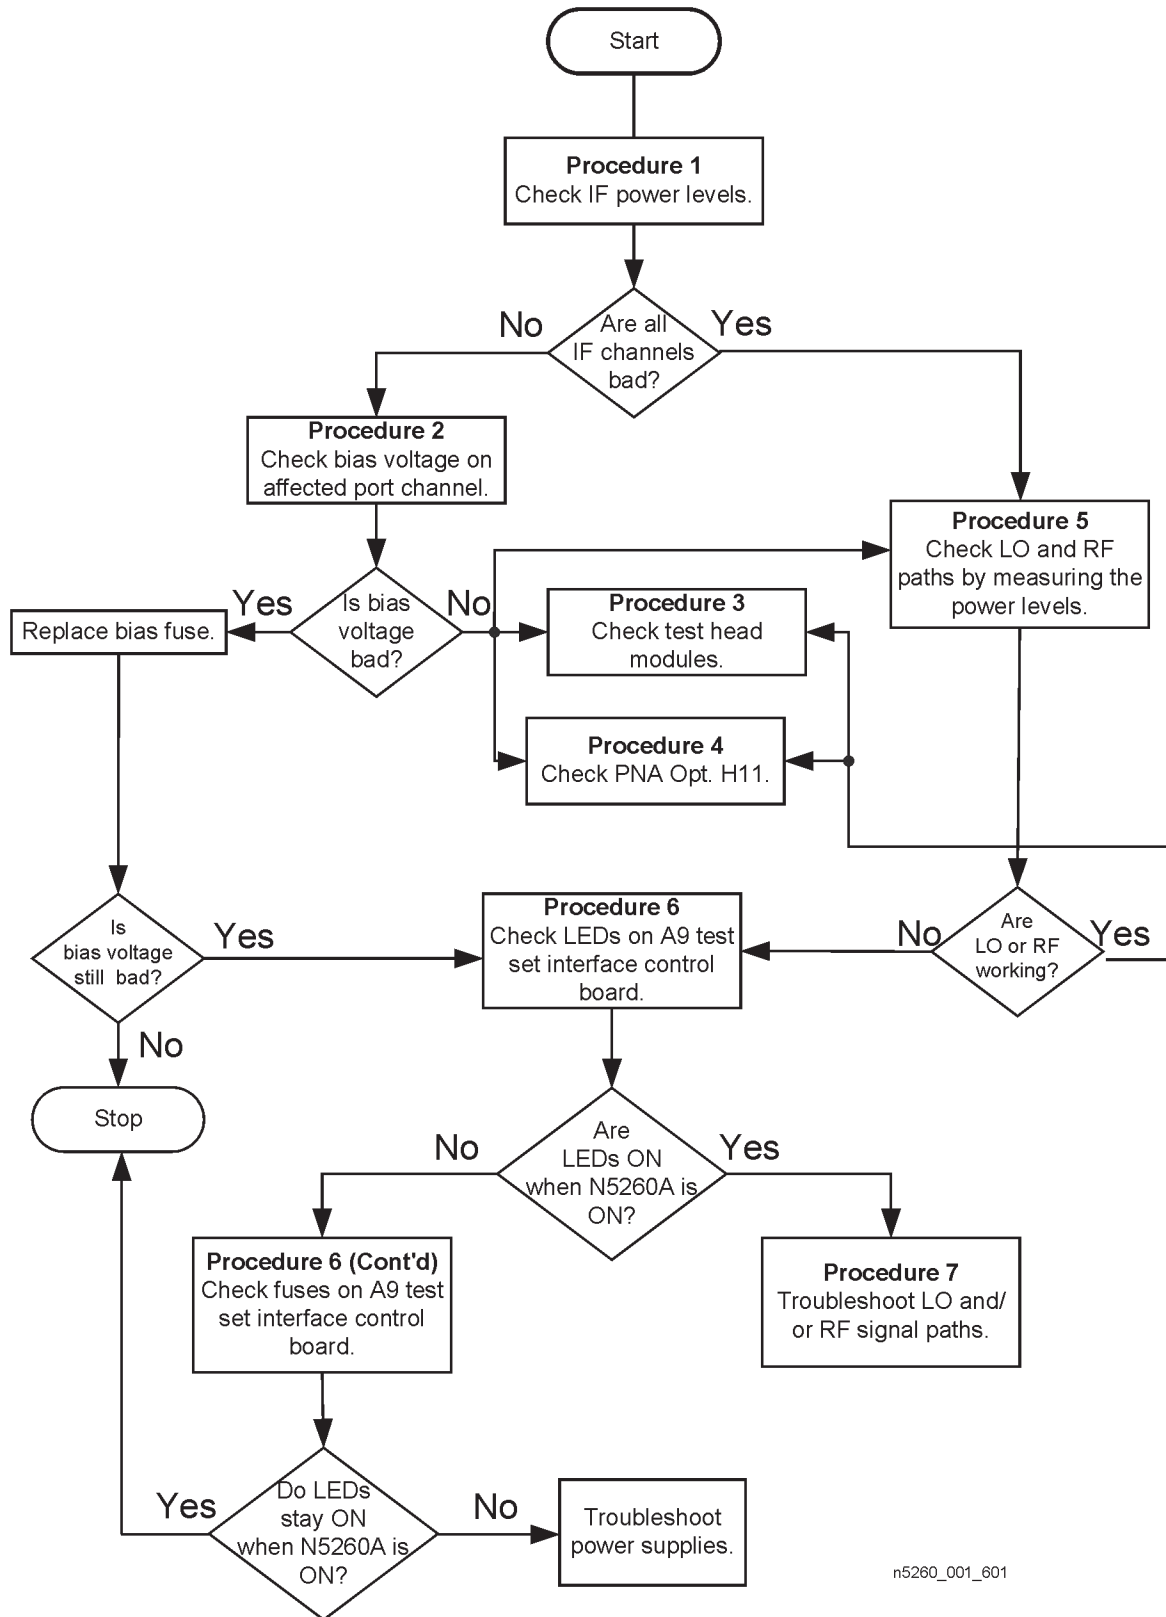 Start
Procedure 1
Check IF power levels.
No
Are all
IF channels
bad?
Yes
Procedure 2
Check bias voltage on
affected port channel.
Procedure 5
Check LO and RF
paths by measuring the
power levels.
Replace bias fuse.
Yes
Is bias
voltage
bad?
No
Procedure 3
Check test head
modules.
Procedure 4
Check PNA Opt. H11.
Is
bias voltage
still bad?
Yes
No
Procedure 6
Check LEDs on A9 test
set interface control
board.
No
Are
LO or RF
working?
Yes
Stop
No
Are
LEDs ON
when N5260A is
ON?
Yes
Procedure 6 (Cont'd)
Check fuses on A9 test
set interface control
board.
Procedure 7
Troubleshoot LO and/
or RF signal paths.
Yes
Do LEDs
stay ON
when N5260A is
ON?
No
Troubleshoot
power supplies.
n5260_001_601